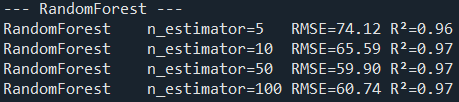 --- RandomForest ---
RandomForest    n_estimator=5   RMSE=74.12 R²=0.96
RandomForest    n_estimator=10  RMSE=65.59 R²=0.97
RandomForest    n_estimator=50  RMSE=59.90 R²=0.97
RandomForest    n_estimator=100 RMSE=60.74 R²=0.97